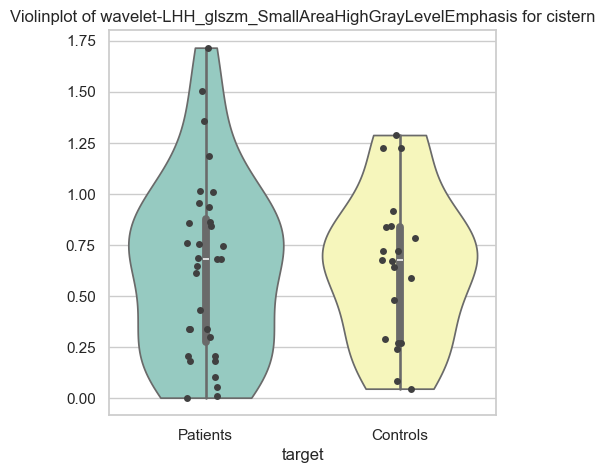 Violinplot of wavelet-LHH_glszm_SmallAreaHighGrayLevelEmphasis for cistern
1.75
1.50
1.25
1.00
0.75
0.50
0.25
0.00
Patients Controls
target